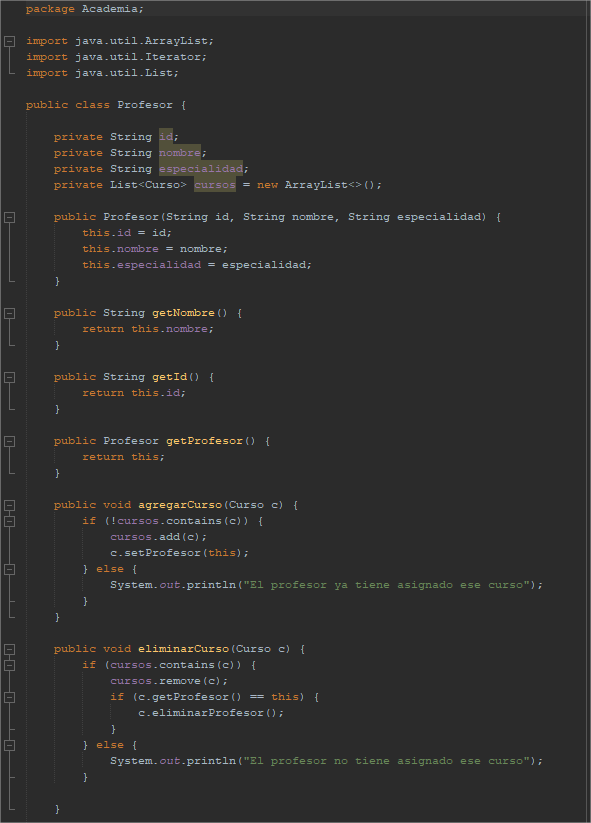 package Academia;
import java.util.ArrayList;
import java.util.Iterator;
import java.util.List;
public class Profesor {
private String id;
private String nombre;
private String especialidad;
private List<Curso> cursos = new ArrayList<>();
public Profesor(String id, String nombre, String especialidad) {
this.id = id;
this.nombre = nombre;
this.especialidad = especialidad;
}
public String getNombre() {
return this.nombre;
}
public String getId() {
return this.id;
}
public Profesor getProfesor() {
return this;
}
public void agregarCurso(Curso c) {
if (!cursos.contains(c)) {
cursos.add(c);
c.setProfesor(this);
} else {
System.out.println("El profesor ya tiene asignado ese curso");
}
}
public void eliminarCurso(Curso c) {
if (cursos.contains(c)) {
cursos.remove(c);
if (c.getProfesor() == this) {
c.eliminarProfesor();
}
} else {
System.out.println("El profesor no tiene asignado ese curso");
}
}